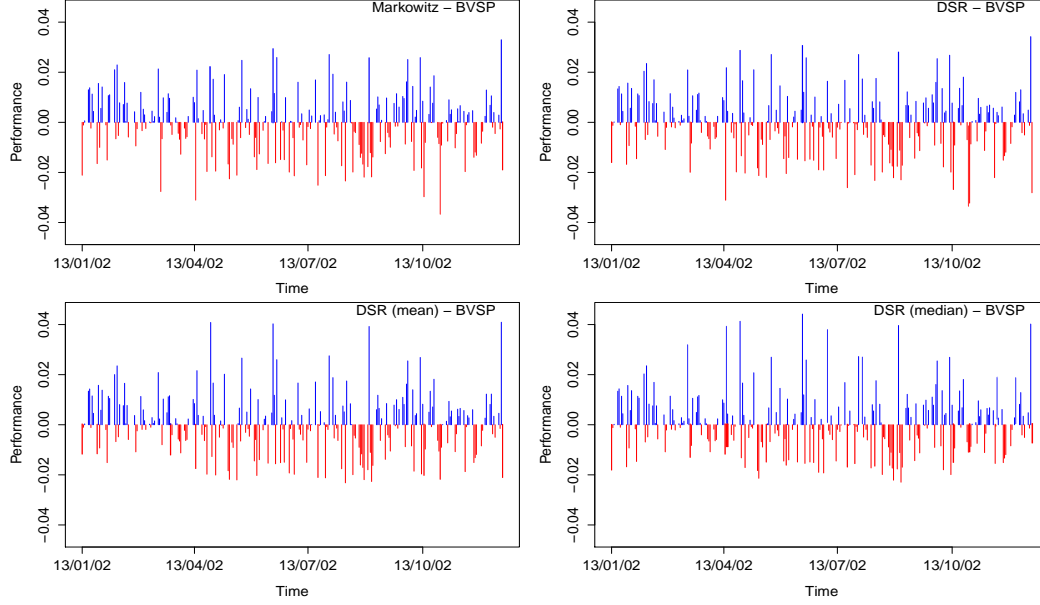 Markowitz − BVSP
Performance
0.04
0.02
0.00
−0.02
−0.04
13/01/02 13/04/02 13/07/02 13/10/02
Time
DSR − BVSP
Performance
0.04
0.02
0.00
−0.02
−0.04
13/01/02 13/04/02 13/07/02 13/10/02
Time
DSR (mean) − BVSP
Performance
0.04
0.02
0.00
−0.02
−0.04
13/01/02 13/04/02 13/07/02 13/10/02
Time
DSR (median) − BVSP
Performance
0.04
0.02
0.00
−0.02
−0.04
13/01/02 13/04/02 13/07/02 13/10/02
Time